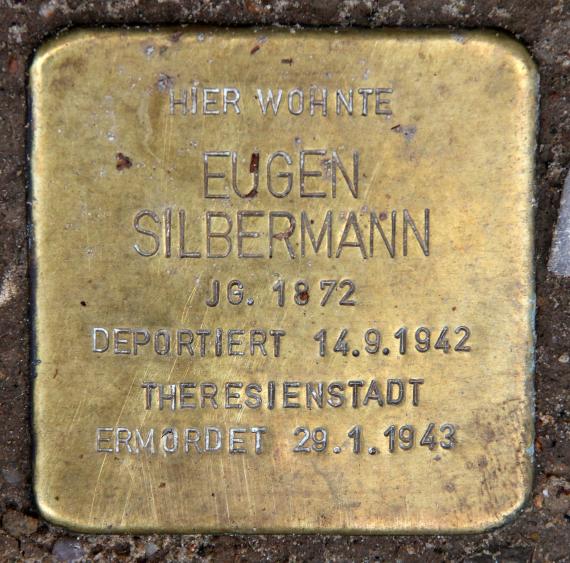 HIER WOHNTE
EUGEN
SILBERMANN
JG. 1872
DEPORTIERT 14.9.1942
THERESIENSTADT
ERMORDET 29.1.1943